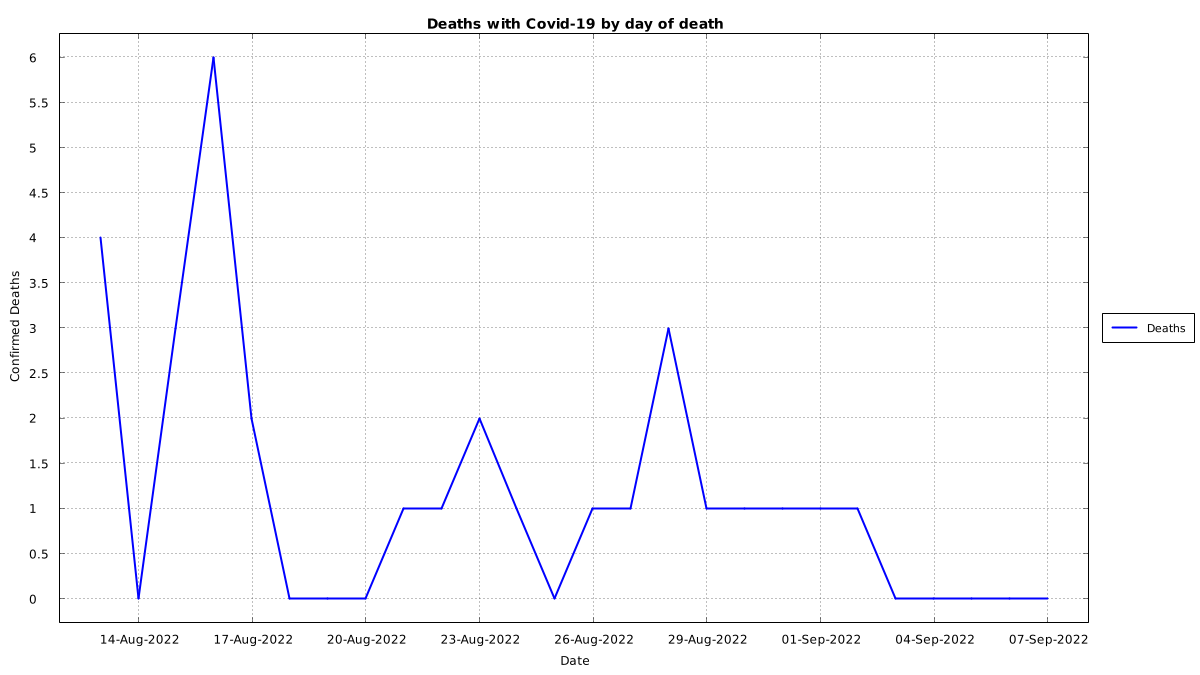 Deaths with Covid-19 by day of death
6
5.5
5
4.5
4
3.5
3
2.5
2
1.5
1
0.5
0
Confirmed Deaths
Deaths
14-Aug-2022 17-Aug-2022 20-Aug-2022 23-Aug-2022 26-Aug-2022 29-Aug-2022 01-Sep-2022 04-Sep-2022 07-Sep-2022
Date